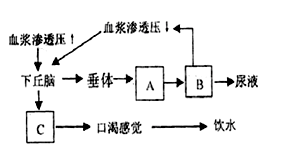 血浆渗透压↓
血浆渗透压↑
下丘脑 → 垂体 → A → B → 尿液
C → 口渴感觉 → 饮水